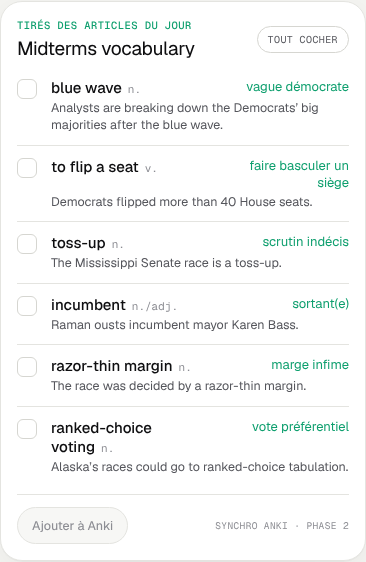 TIRÉS DES ARTICLES DU JOUR
Midterms vocabulary
TOUT COCHER
blue wave n.
vague démocrate
Analysts are breaking down the Democrats' big
majorities after the blue wave.
to flip a seat v.
faire basculer un
siège
Democrats flipped more than 40 House seats.
toss-up n.
scrutin indécis
The Mississippi Senate race is a toss-up.
incumbent n./adj.
sortant(e)
Raman ousts incumbent mayor Karen Bass.
razor-thin margin n.
marge infime
The race was decided by a razor-thin margin.
ranked-choice
voting n.
vote préférentiel
Alaska's races could go to ranked-choice tabulation.
Ajouter à Anki
SYNCHRO ANKI · PHASE 2